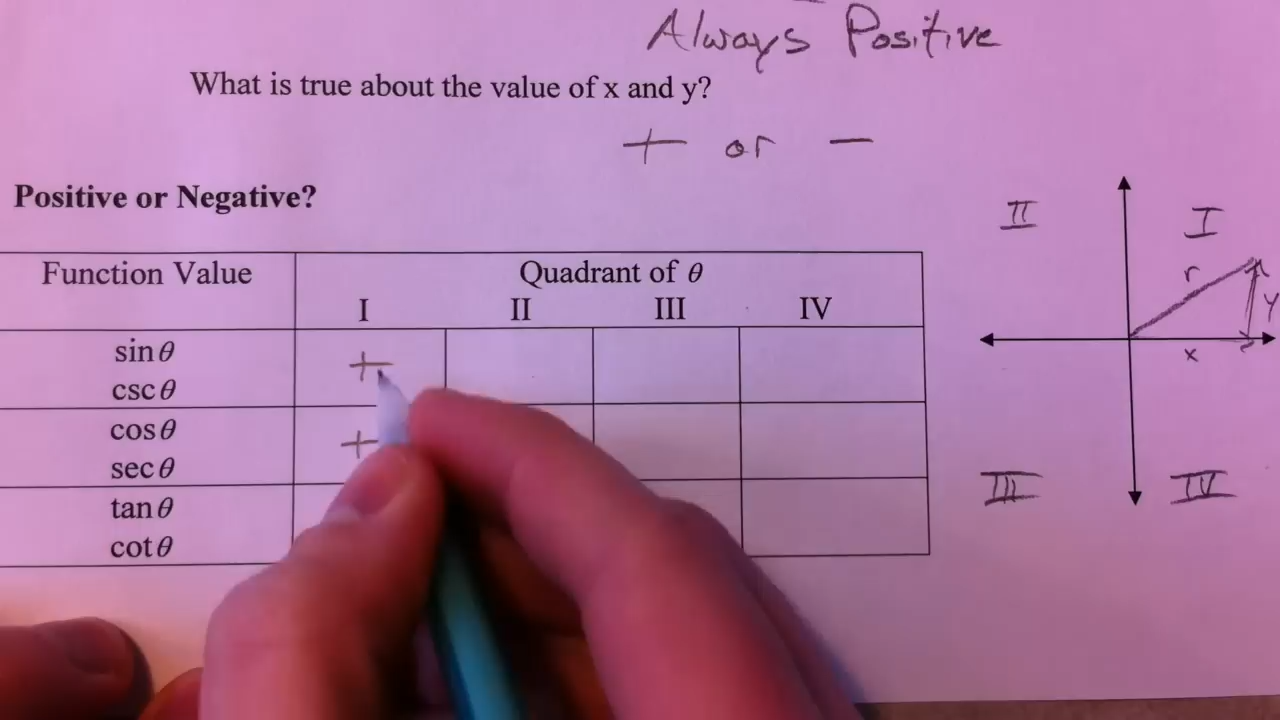 Always Positive
What is true about the value of x and y?
+ or −
Positive or Negative?
Function Value
Quadrant of θ
I II III IV
sin θ
csc θ
+
cos θ
sec θ
+
tan θ
cot θ
II I
r
y
x
III IV